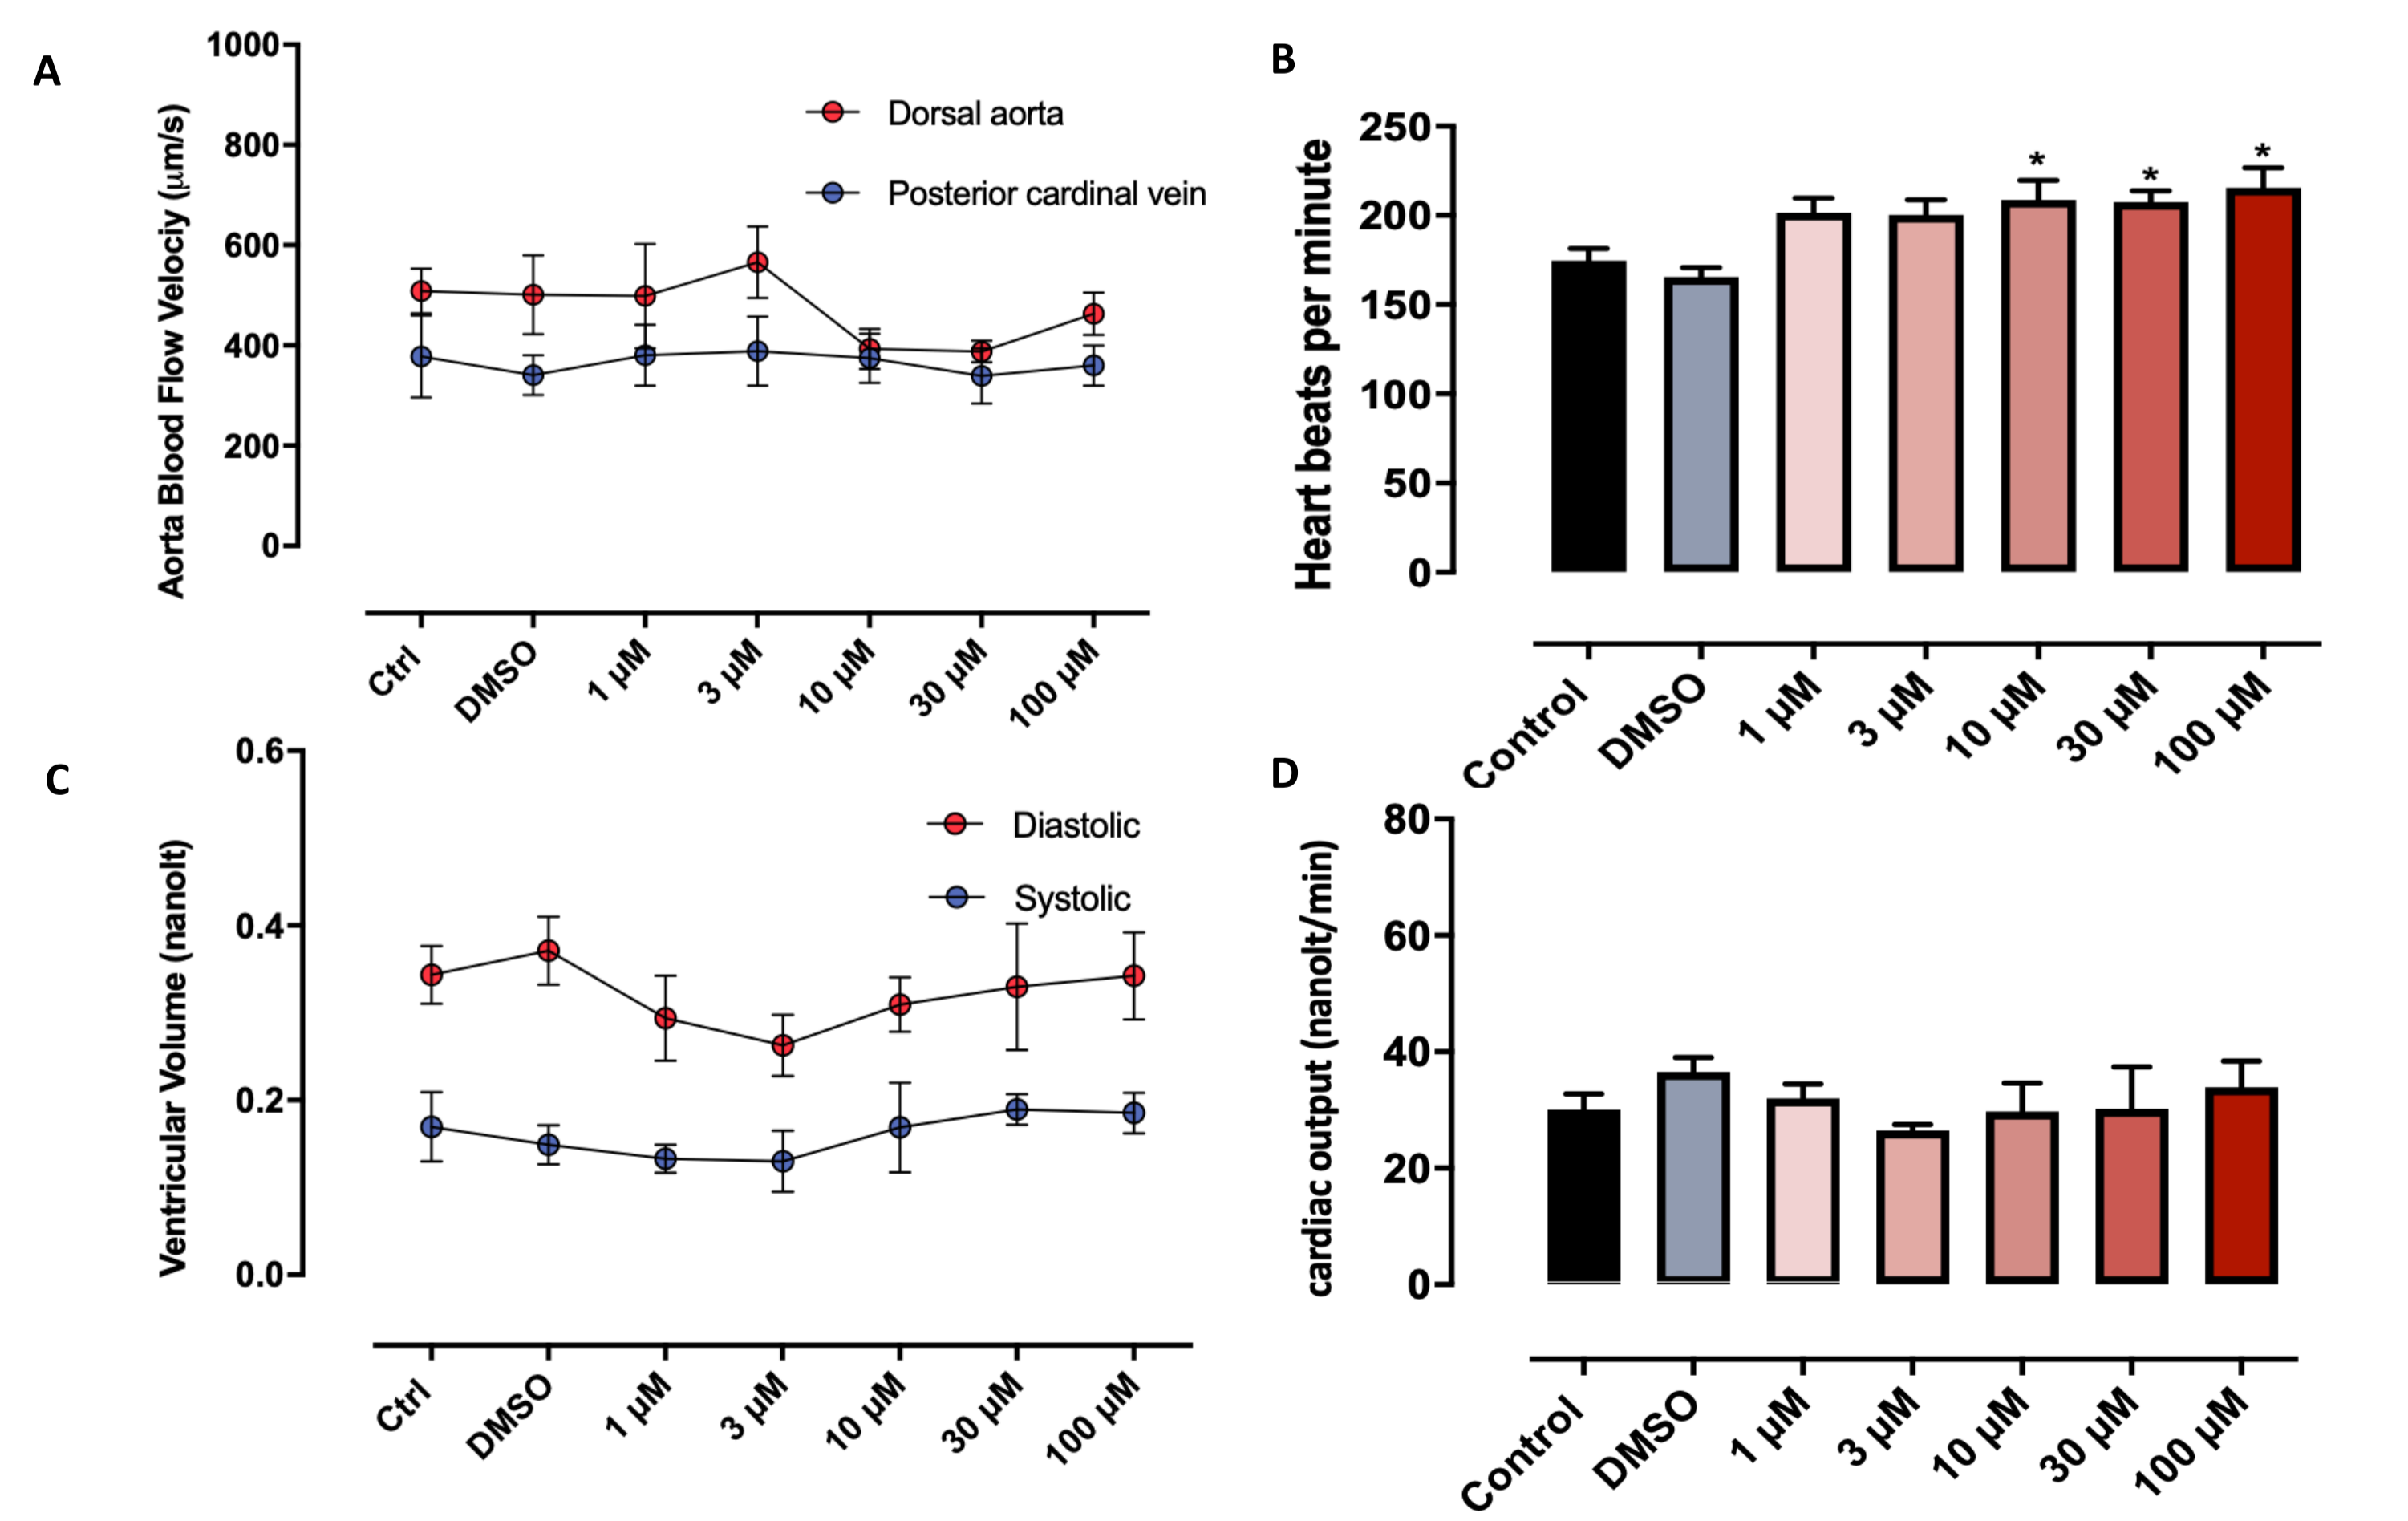 A
Aorta Blood Flow Velociy (μm/s)
1000
800
600
400
200
0
Dorsal aorta
Posterior cardinal vein
Ctrl
DMSO
1 μM
3 μM
10 μM
30 μM
100 μM
B
Heart beats per minute
250
200
150
100
50
0
*
*
*
Control
DMSO
1 μM
3 μM
10 μM
30 μM
100 μM
C
Ventricular Volume (nanolt)
0.6
0.4
0.2
0.0
Diastolic
Systolic
Ctrl
DMSO
1 μM
3 μM
10 μM
30 μM
100 μM
D
cardiac output (nanolt/min)
80
60
40
20
0
Control
DMSO
1 μM
3 μM
10 μM
30 μM
100 μM